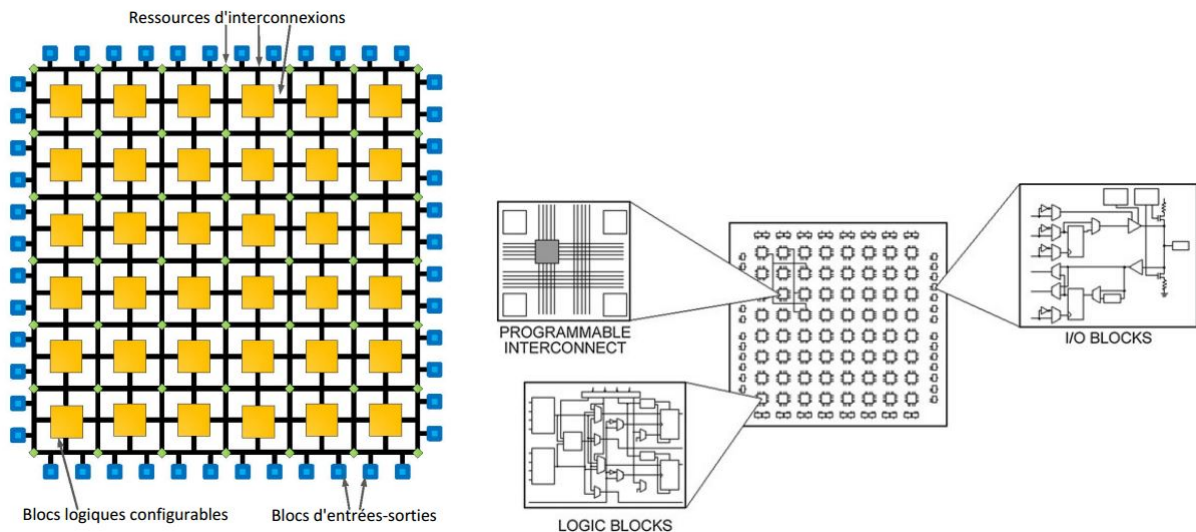 Ressources d'interconnexions
Blocs logiques configurables
Blocs d'entrées-sorties
PROGRAMMABLE
INTERCONNECT
I/O BLOCKS
LOGIC BLOCKS